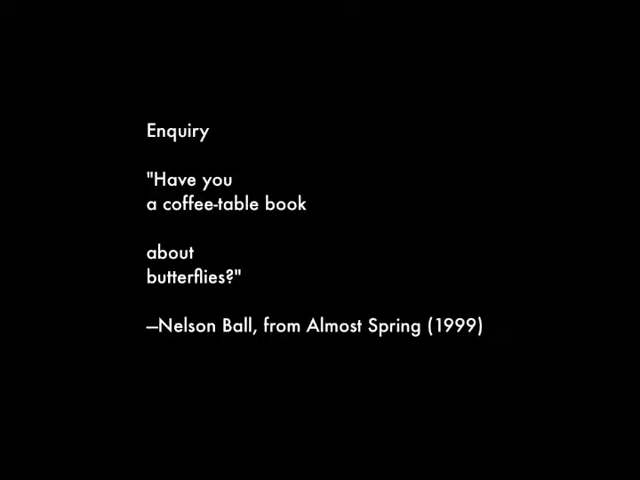 Enquiry
"Have you
a coffee-table book
about
butterflies?"
—Nelson Ball, from Almost Spring (1999)